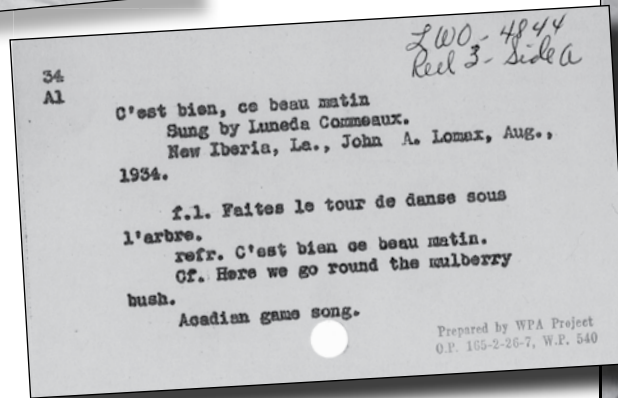 LWO - 4844
Reel 3 - Side A
34
A1
C'est bien, ce beau matin
Sung by Luneda Commeaux.
New Iberia, La., John A. Lomax, Aug.,
1934.
f.l. Faites le tour de danse sous
l'arbre.
refr. C'est bien ce beau matin.
Cf. Here we go round the mulberry
bush.
Acadian game song.
Prepared by WPA Project
O.P. 165-2-26-7, W.P. 540